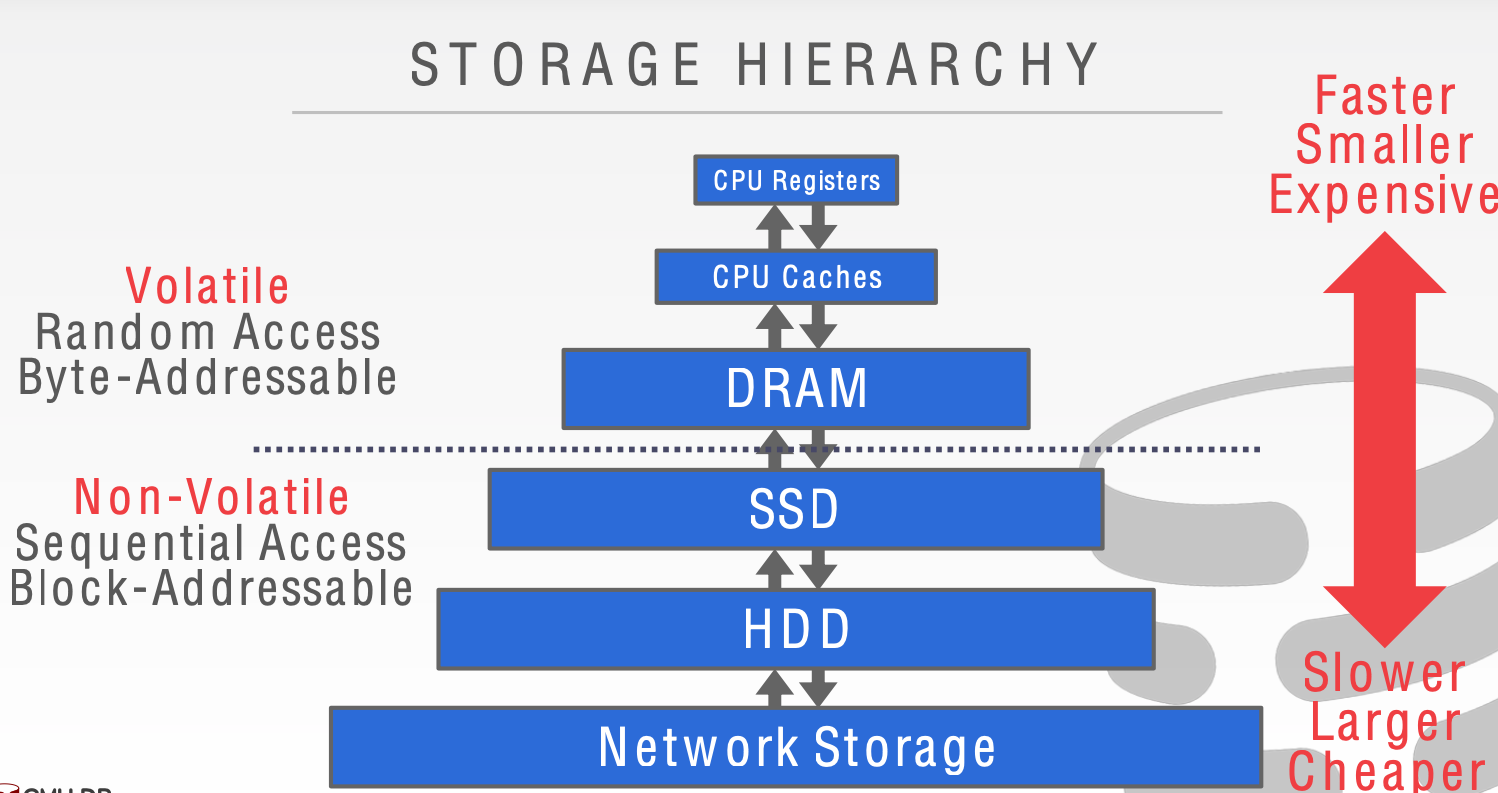 STORAGE HIERARCHY
Faster
Smaller
Expensive
CPU Registers
CPU Caches
Volatile
Random Access
Byte-Addressable
DRAM
Non-Volatile
Sequential Access
Block-Addressable
SSD
HDD
Network Storage
Slower
Larger
Cheaper